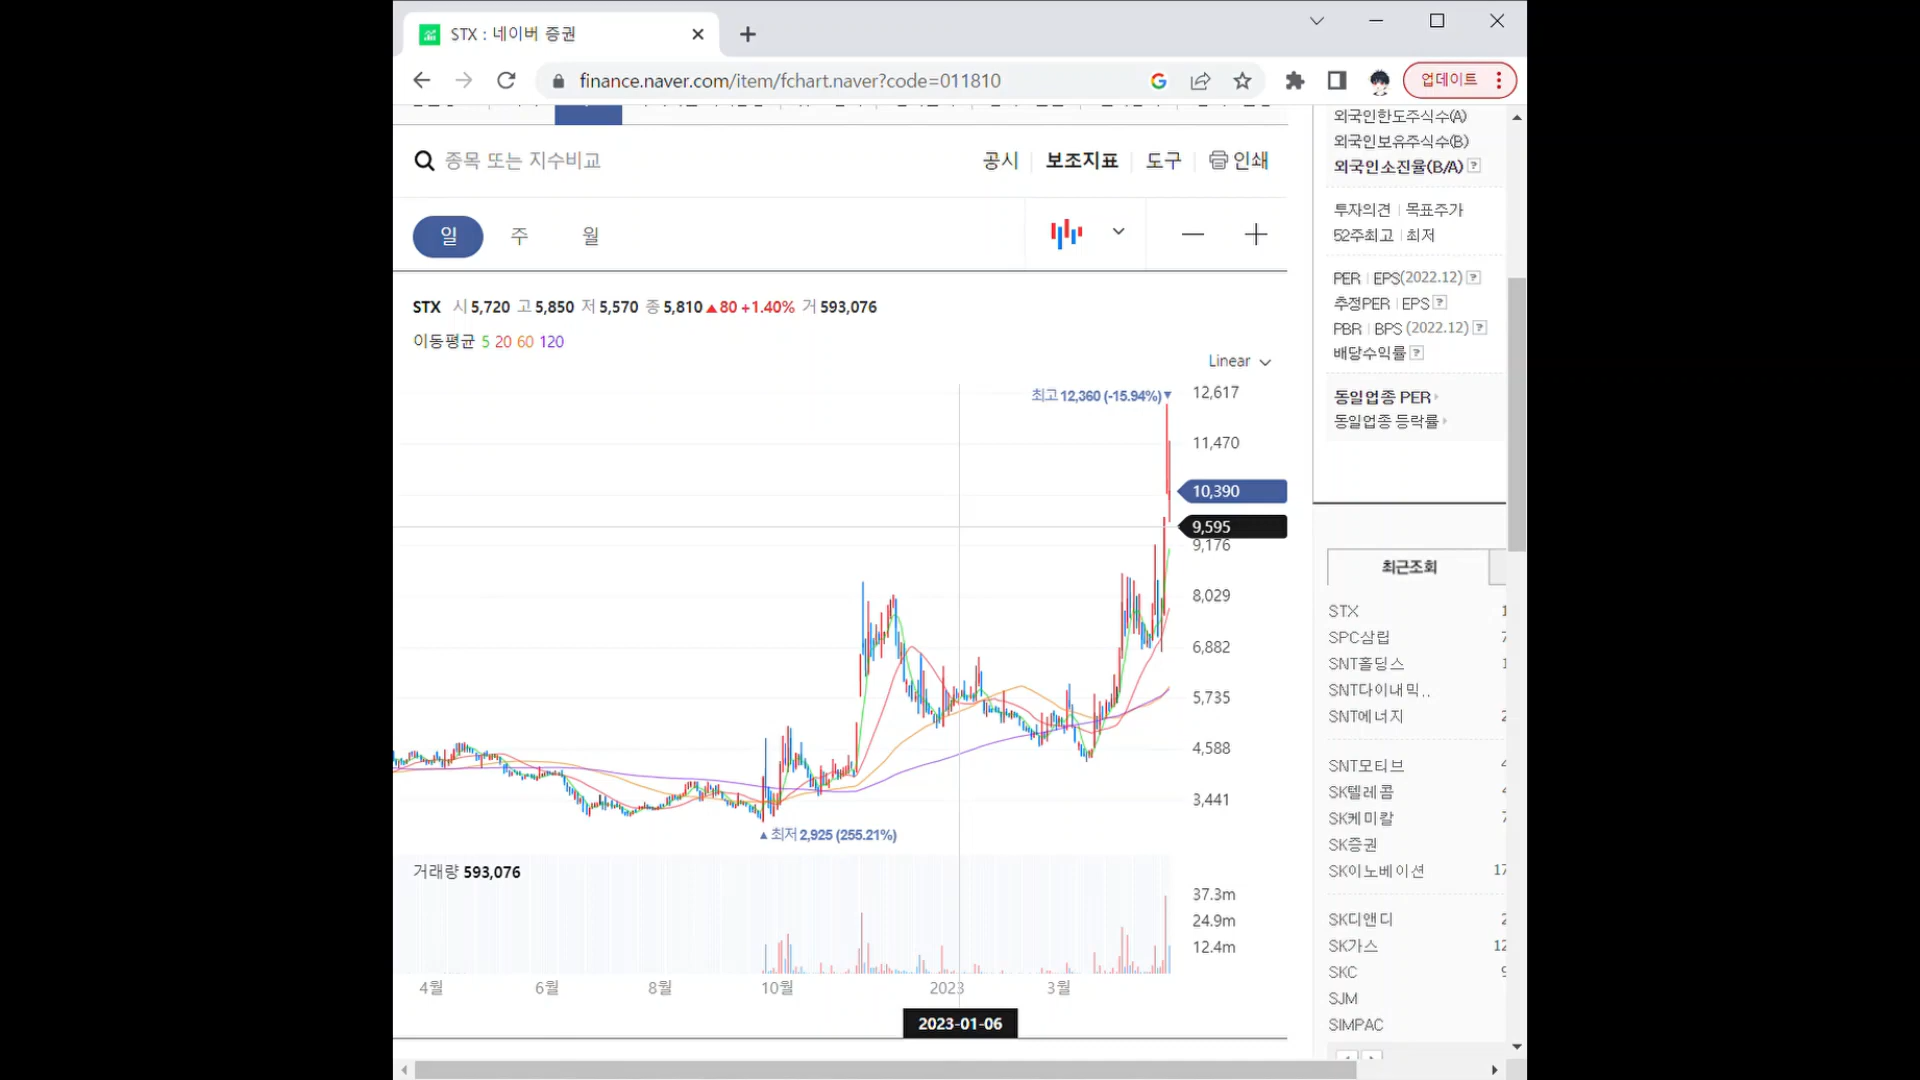 STX : 네이버 증권
finance.naver.com/item/fchart.naver?code=011810
업데이트
종목 또는 지수비교
공시
보조지표
도구
인쇄
일
주
월
STX 시 5,720 고 5,850 저 5,570 종 5,810 ▲ 80 +1.40% 거 593,076
이동평균 5 20 60 120
Linear
최고 12,360 (-15.94%) ▼
12,617
11,470
10,390
9,595
9,176
8,029
6,882
5,735
4,588
3,441
▲ 최저 2,925 (255.21%)
거래량 593,076
37.3m
24.9m
12.4m
4월
6월
8월
10월
2023
3월
2023-01-06
외국인한도주식수(A)
외국인보유주식수(B)
외국인소진율(B/A) ?
투자의견 | 목표주가
52주최고 | 최저
PER | EPS(2022.12) ?
추정PER | EPS ?
PBR | BPS (2022.12) ?
배당수익률 ?
동일업종 PER
동일업종 등락률
최근조회
STX 1
SPC삼립 7
SNT홀딩스 1
SNT다이내믹..
SNT에너지 2
SNT모티브 4
SK텔레콤 4
SK케미칼 7
SK증권
SK이노베이션 17
SK디앤디 2
SK가스 12
SKC 9
SJM
SIMPAC